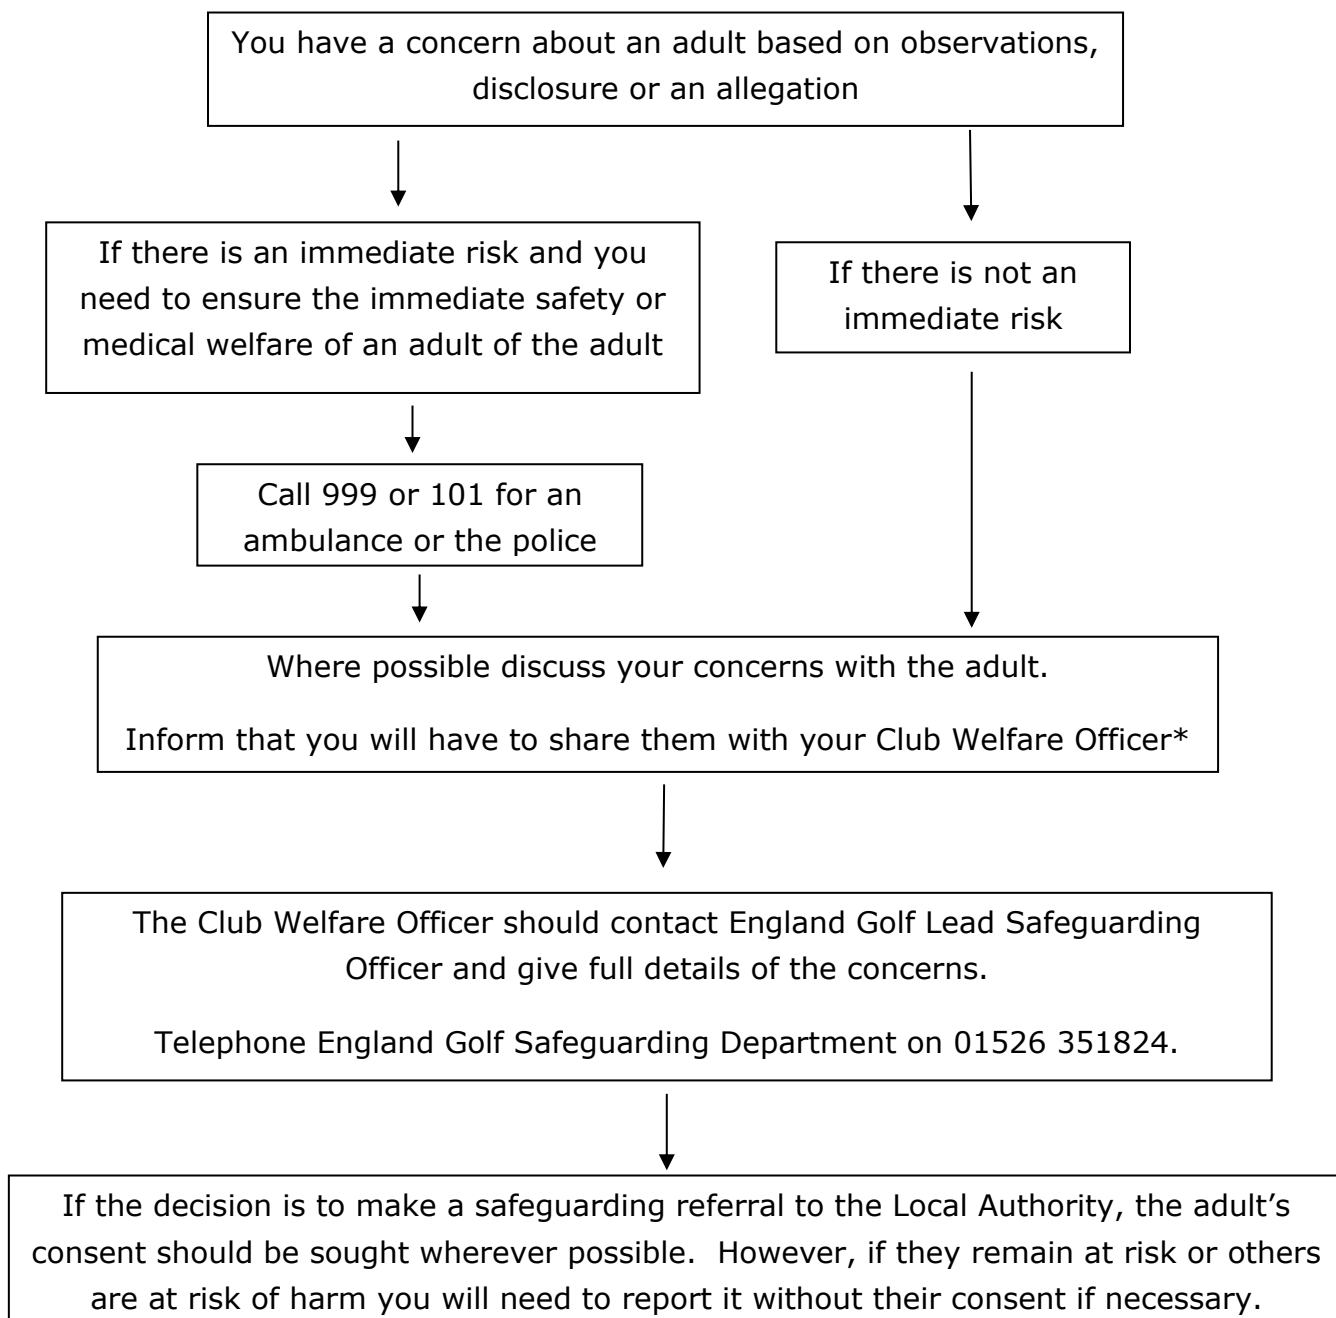 You have a concern about an adult based on observations,
disclosure or an allegation
If there is an immediate risk and you
need to ensure the immediate safety or
medical welfare of an adult of the adult
If there is not an
immediate risk
Call 999 or 101 for an
ambulance or the police
Where possible discuss your concerns with the adult.
Inform that you will have to share them with your Club Welfare Officer*
The Club Welfare Officer should contact England Golf Lead Safeguarding
Officer and give full details of the concerns.
Telephone England Golf Safeguarding Department on 01526 351824.
If the decision is to make a safeguarding referral to the Local Authority, the adult’s
consent should be sought wherever possible.  However, if they remain at risk or others
are at risk of harm you will need to report it without their consent if necessary.